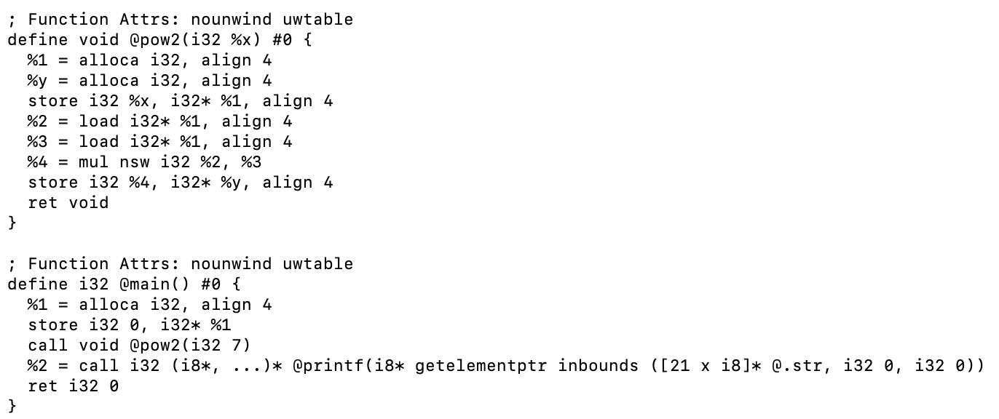 ; Function Attrs: nounwind uwtable
define void @pow2(i32 %x) #0 {
  %1 = alloca i32, align 4
  %y = alloca i32, align 4
  store i32 %x, i32* %1, align 4
  %2 = load i32* %1, align 4
  %3 = load i32* %1, align 4
  %4 = mul nsw i32 %2, %3
  store i32 %4, i32* %y, align 4
  ret void
}

; Function Attrs: nounwind uwtable
define i32 @main() #0 {
  %1 = alloca i32, align 4
  store i32 0, i32* %1
  call void @pow2(i32 7)
  %2 = call i32 (i8*, ...)* @printf(i8* getelementptr inbounds ([21 x i8]* @.str, i32 0, i32 0))
  ret i32 0
}